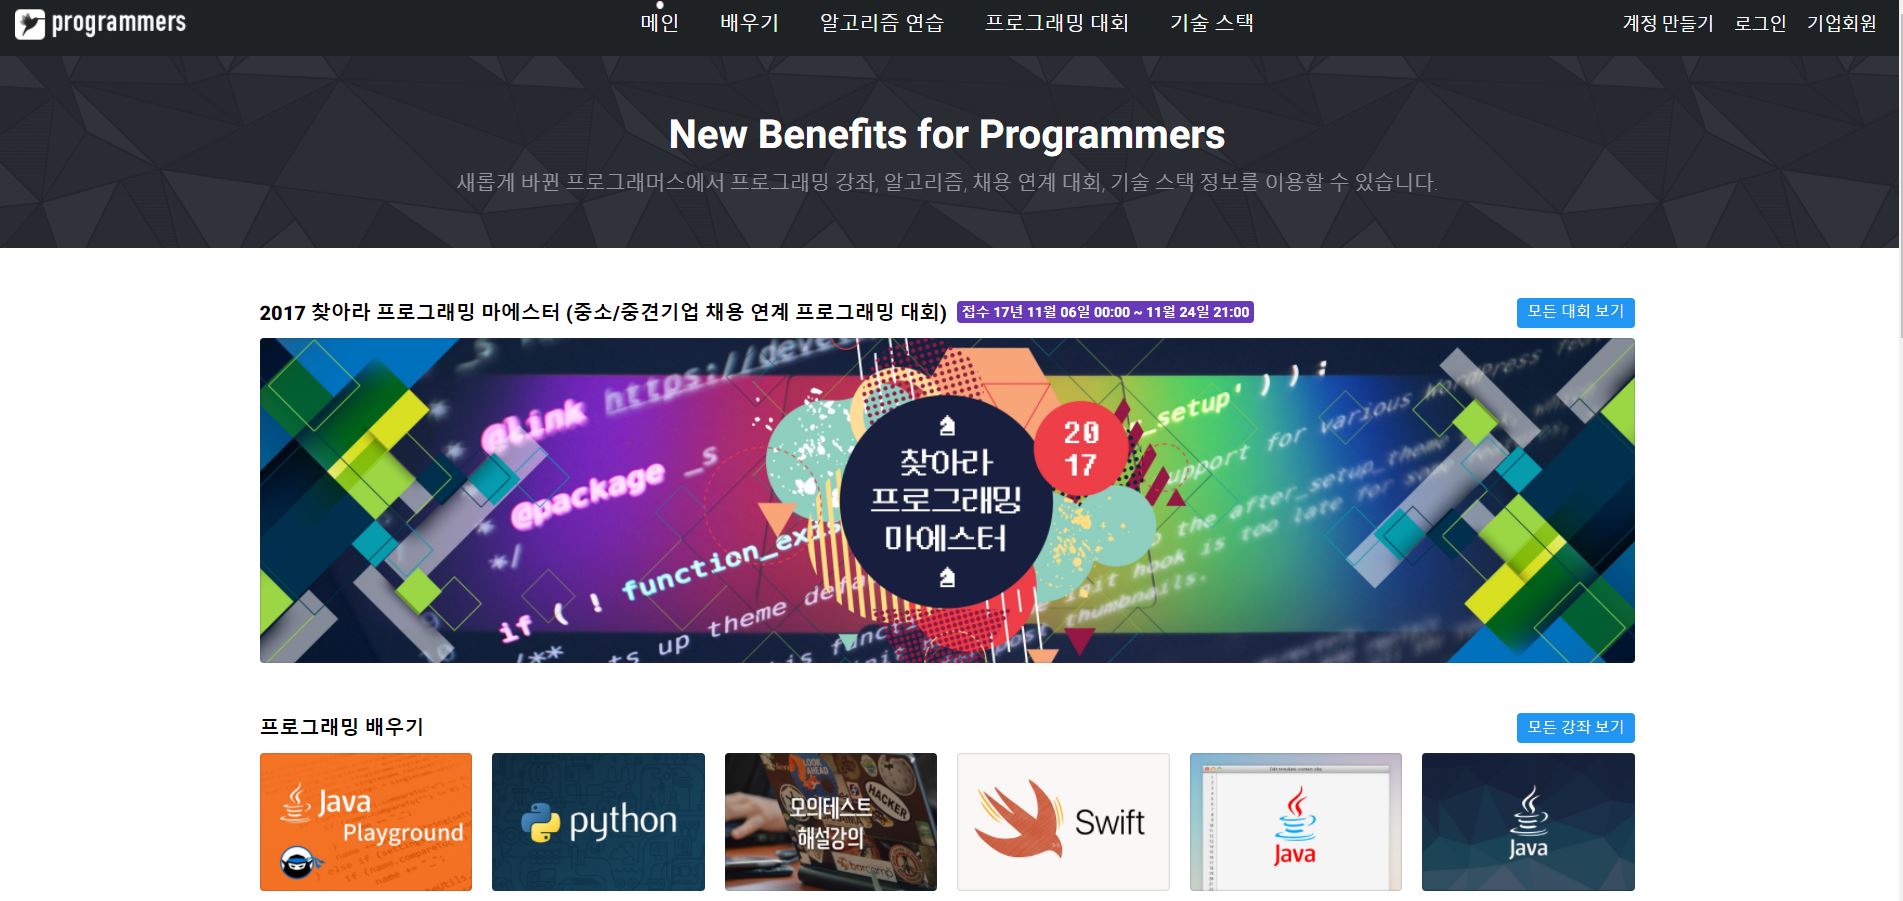 programmers
메인 배우기 알고리즘 연습 프로그래밍 대회 기술 스택
계정 만들기 로그인 기업회원
New Benefits for Programmers
새롭게 바뀐 프로그래머스에서 프로그래밍 강좌, 알고리즘, 채용 연계 대회, 기술 스택 정보를 이용할 수 있습니다.
2017 찾아라 프로그래밍 마에스터 (중소/중견기업 채용 연계 프로그래밍 대회) 접수 17년 11월 06일 00:00 ~ 11월 24일 21:00
모든 대회 보기
_s
* @link https://deve
* @package _s
*/
if ( ! function_exis
/**
ts up theme defa
_setup' ) ) :
upport for various WordPress fea
the after_setup_theme
init hook is too late for some
post thumbnails.
20
17
찾아라
프로그래밍
마에스터
프로그래밍 배우기
모든 강좌 보기
Java
Playground
python
LOOK
AHEAD
HACKER
모의테스트
해설강의
barcamp
Swift
Java
Java